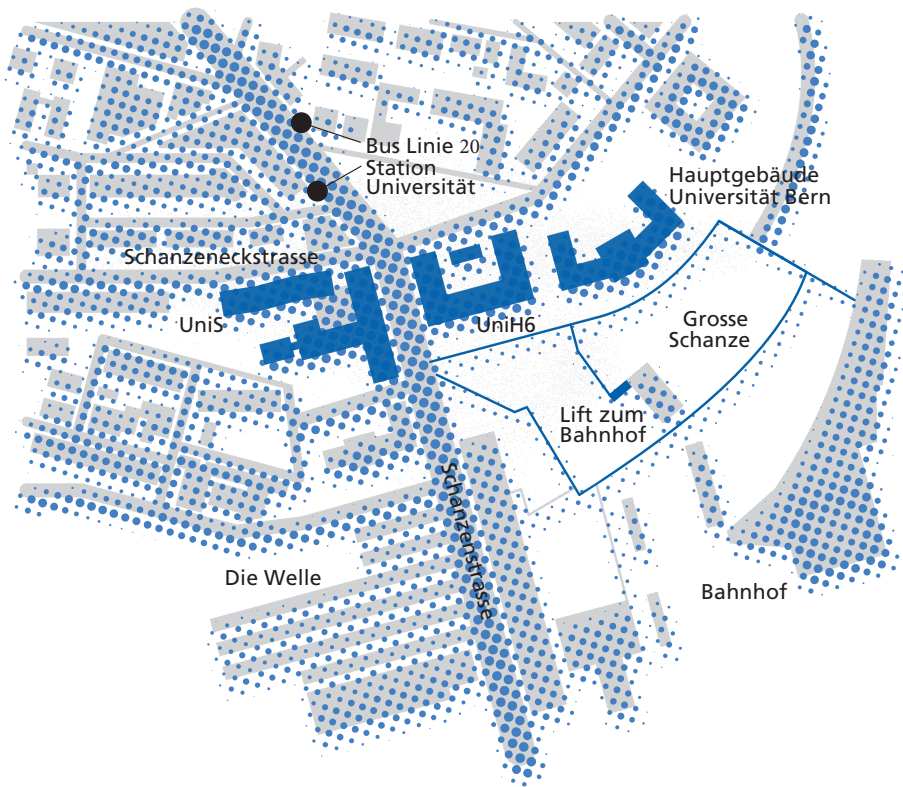 Bus Linie 20
Station
Universität
Hauptgebäude
Universität Bern
Schanzeneckstrasse
UniS
UniH6
Grosse
Schanze
Lift zum
Bahnhof
Schanzenstrasse
Die Welle
Bahnhof